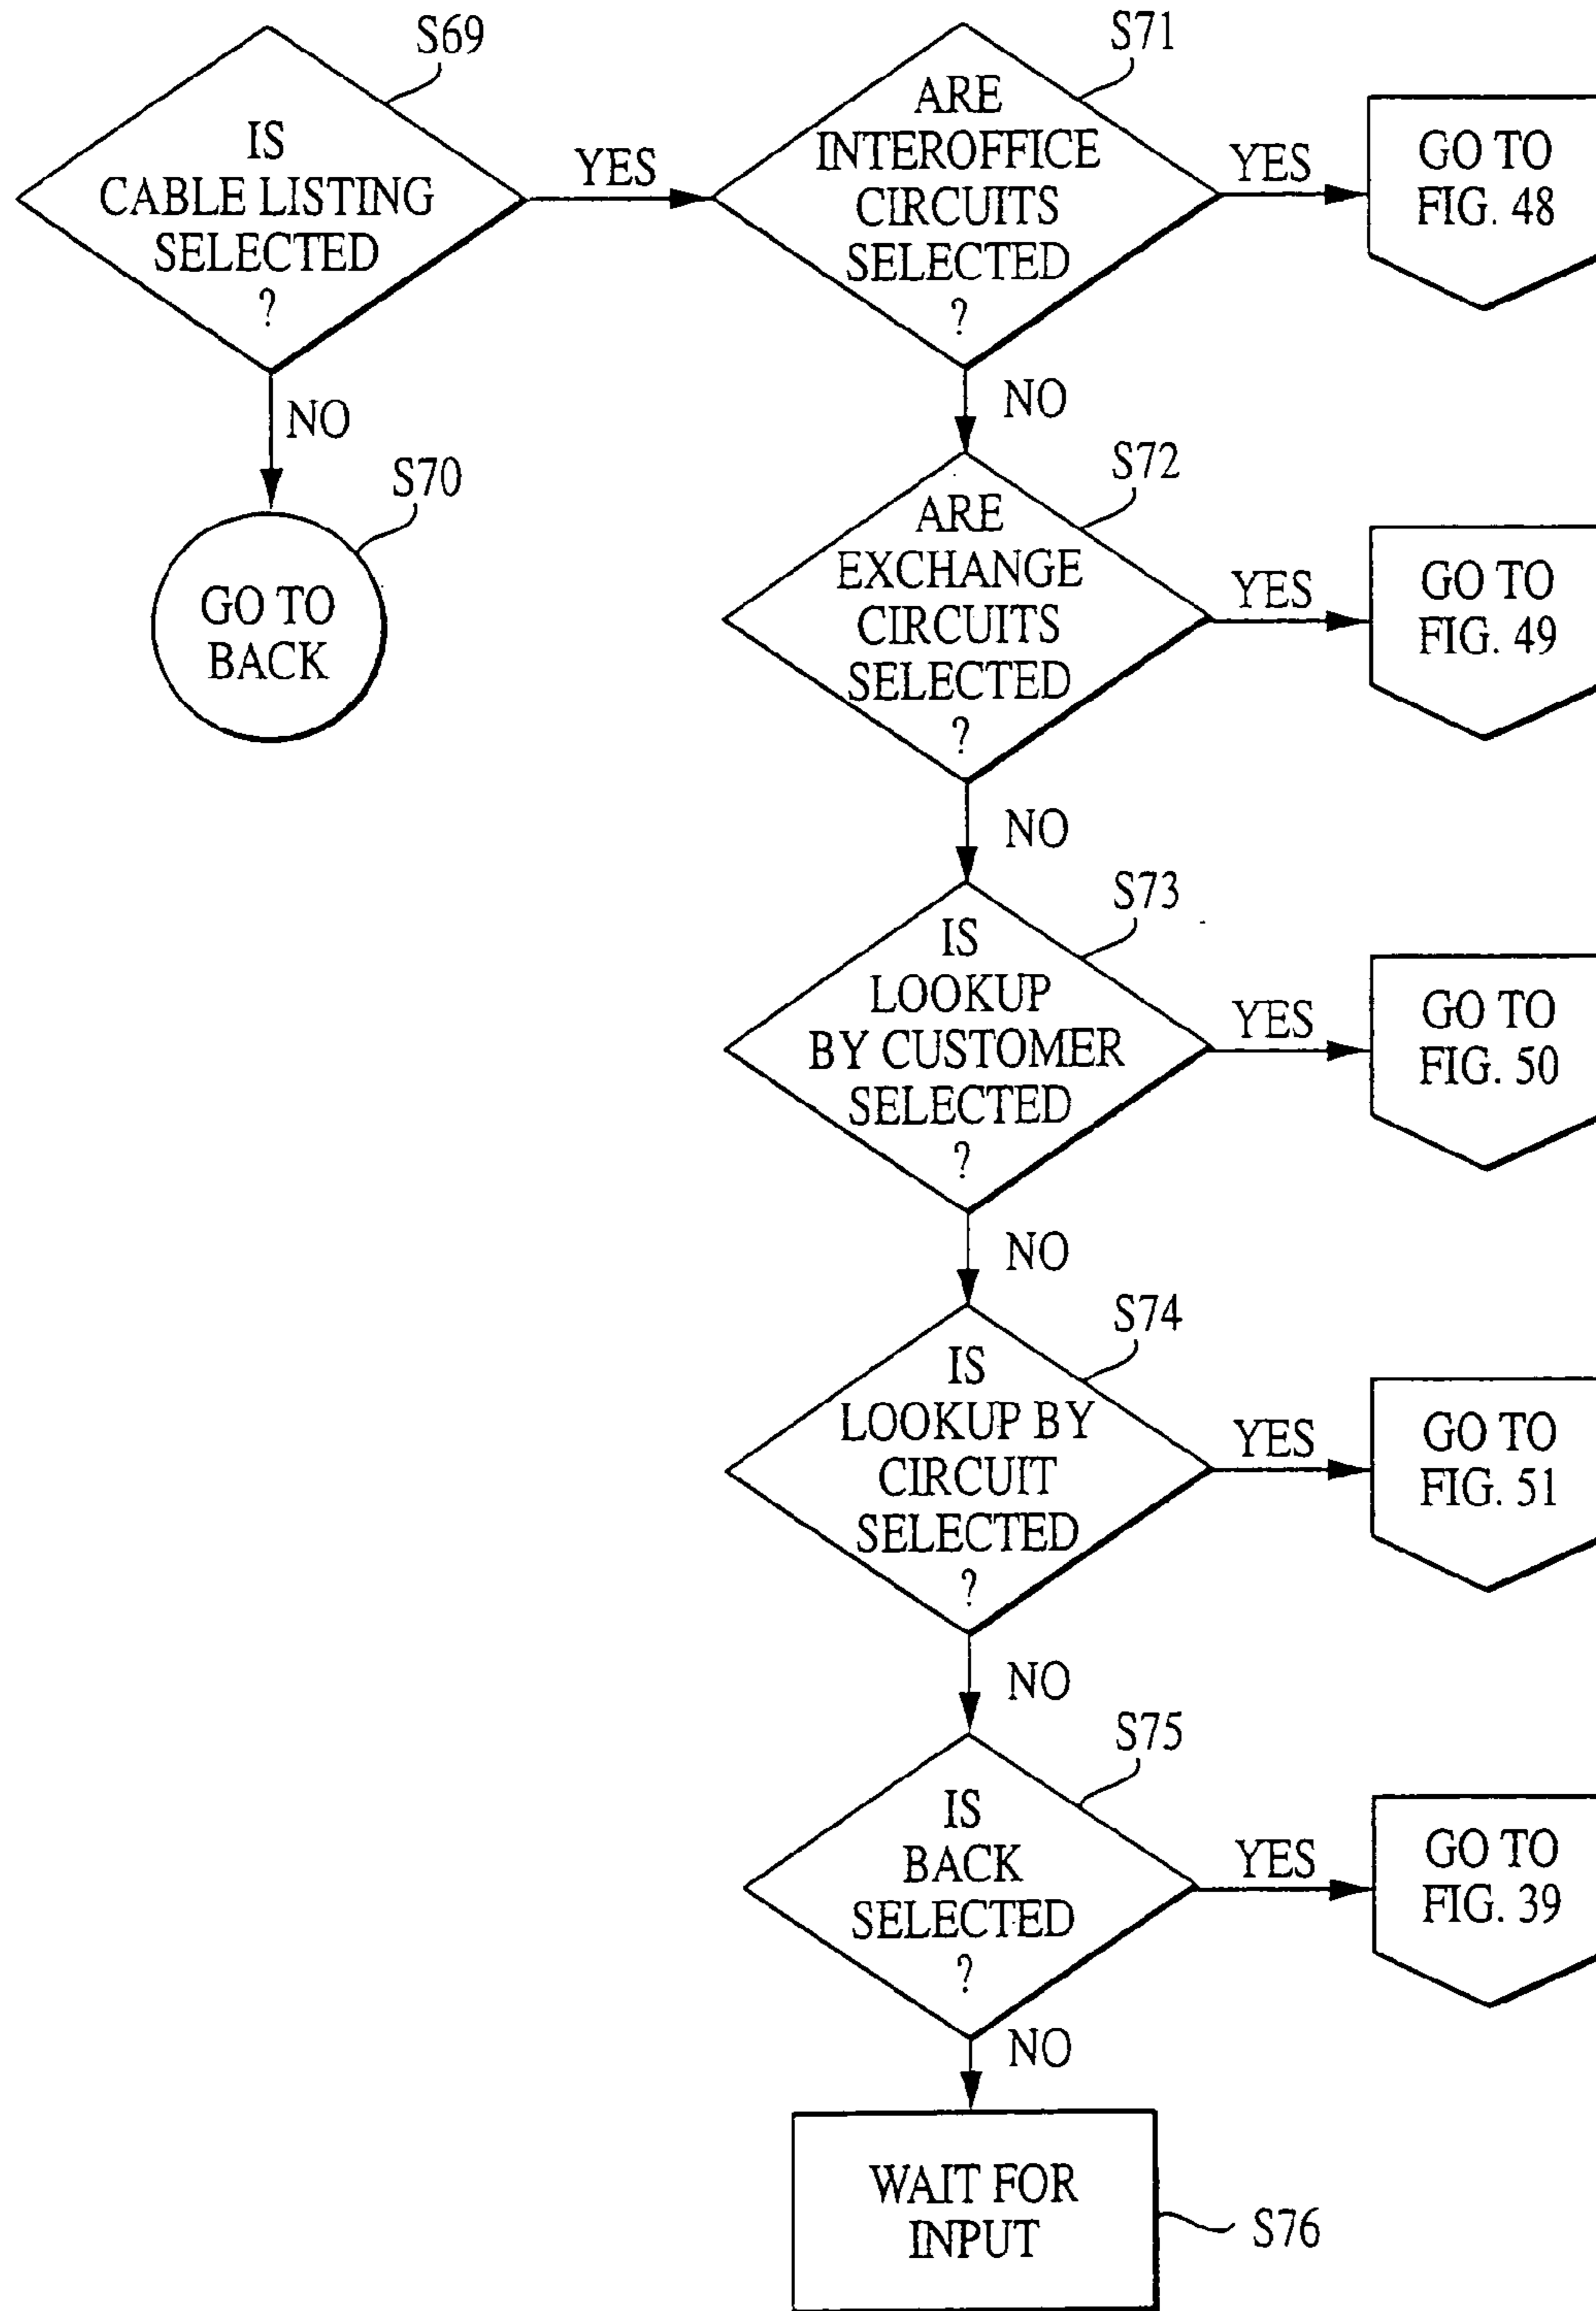 S69
IS
CABLE LISTING
SELECTED
?
YES
NO
S70
GO TO
BACK
S71
ARE
INTEROFFICE
CIRCUITS
SELECTED
?
YES
GO TO
FIG. 48
NO
S72
ARE
EXCHANGE
CIRCUITS
SELECTED
?
YES
GO TO
FIG. 49
NO
S73
IS
LOOKUP
BY CUSTOMER
SELECTED
?
YES
GO TO
FIG. 50
NO
S74
IS
LOOKUP BY
CIRCUIT
SELECTED
?
YES
GO TO
FIG. 51
NO
S75
IS
BACK
SELECTED
?
YES
GO TO
FIG. 39
NO
WAIT FOR
INPUT
S76